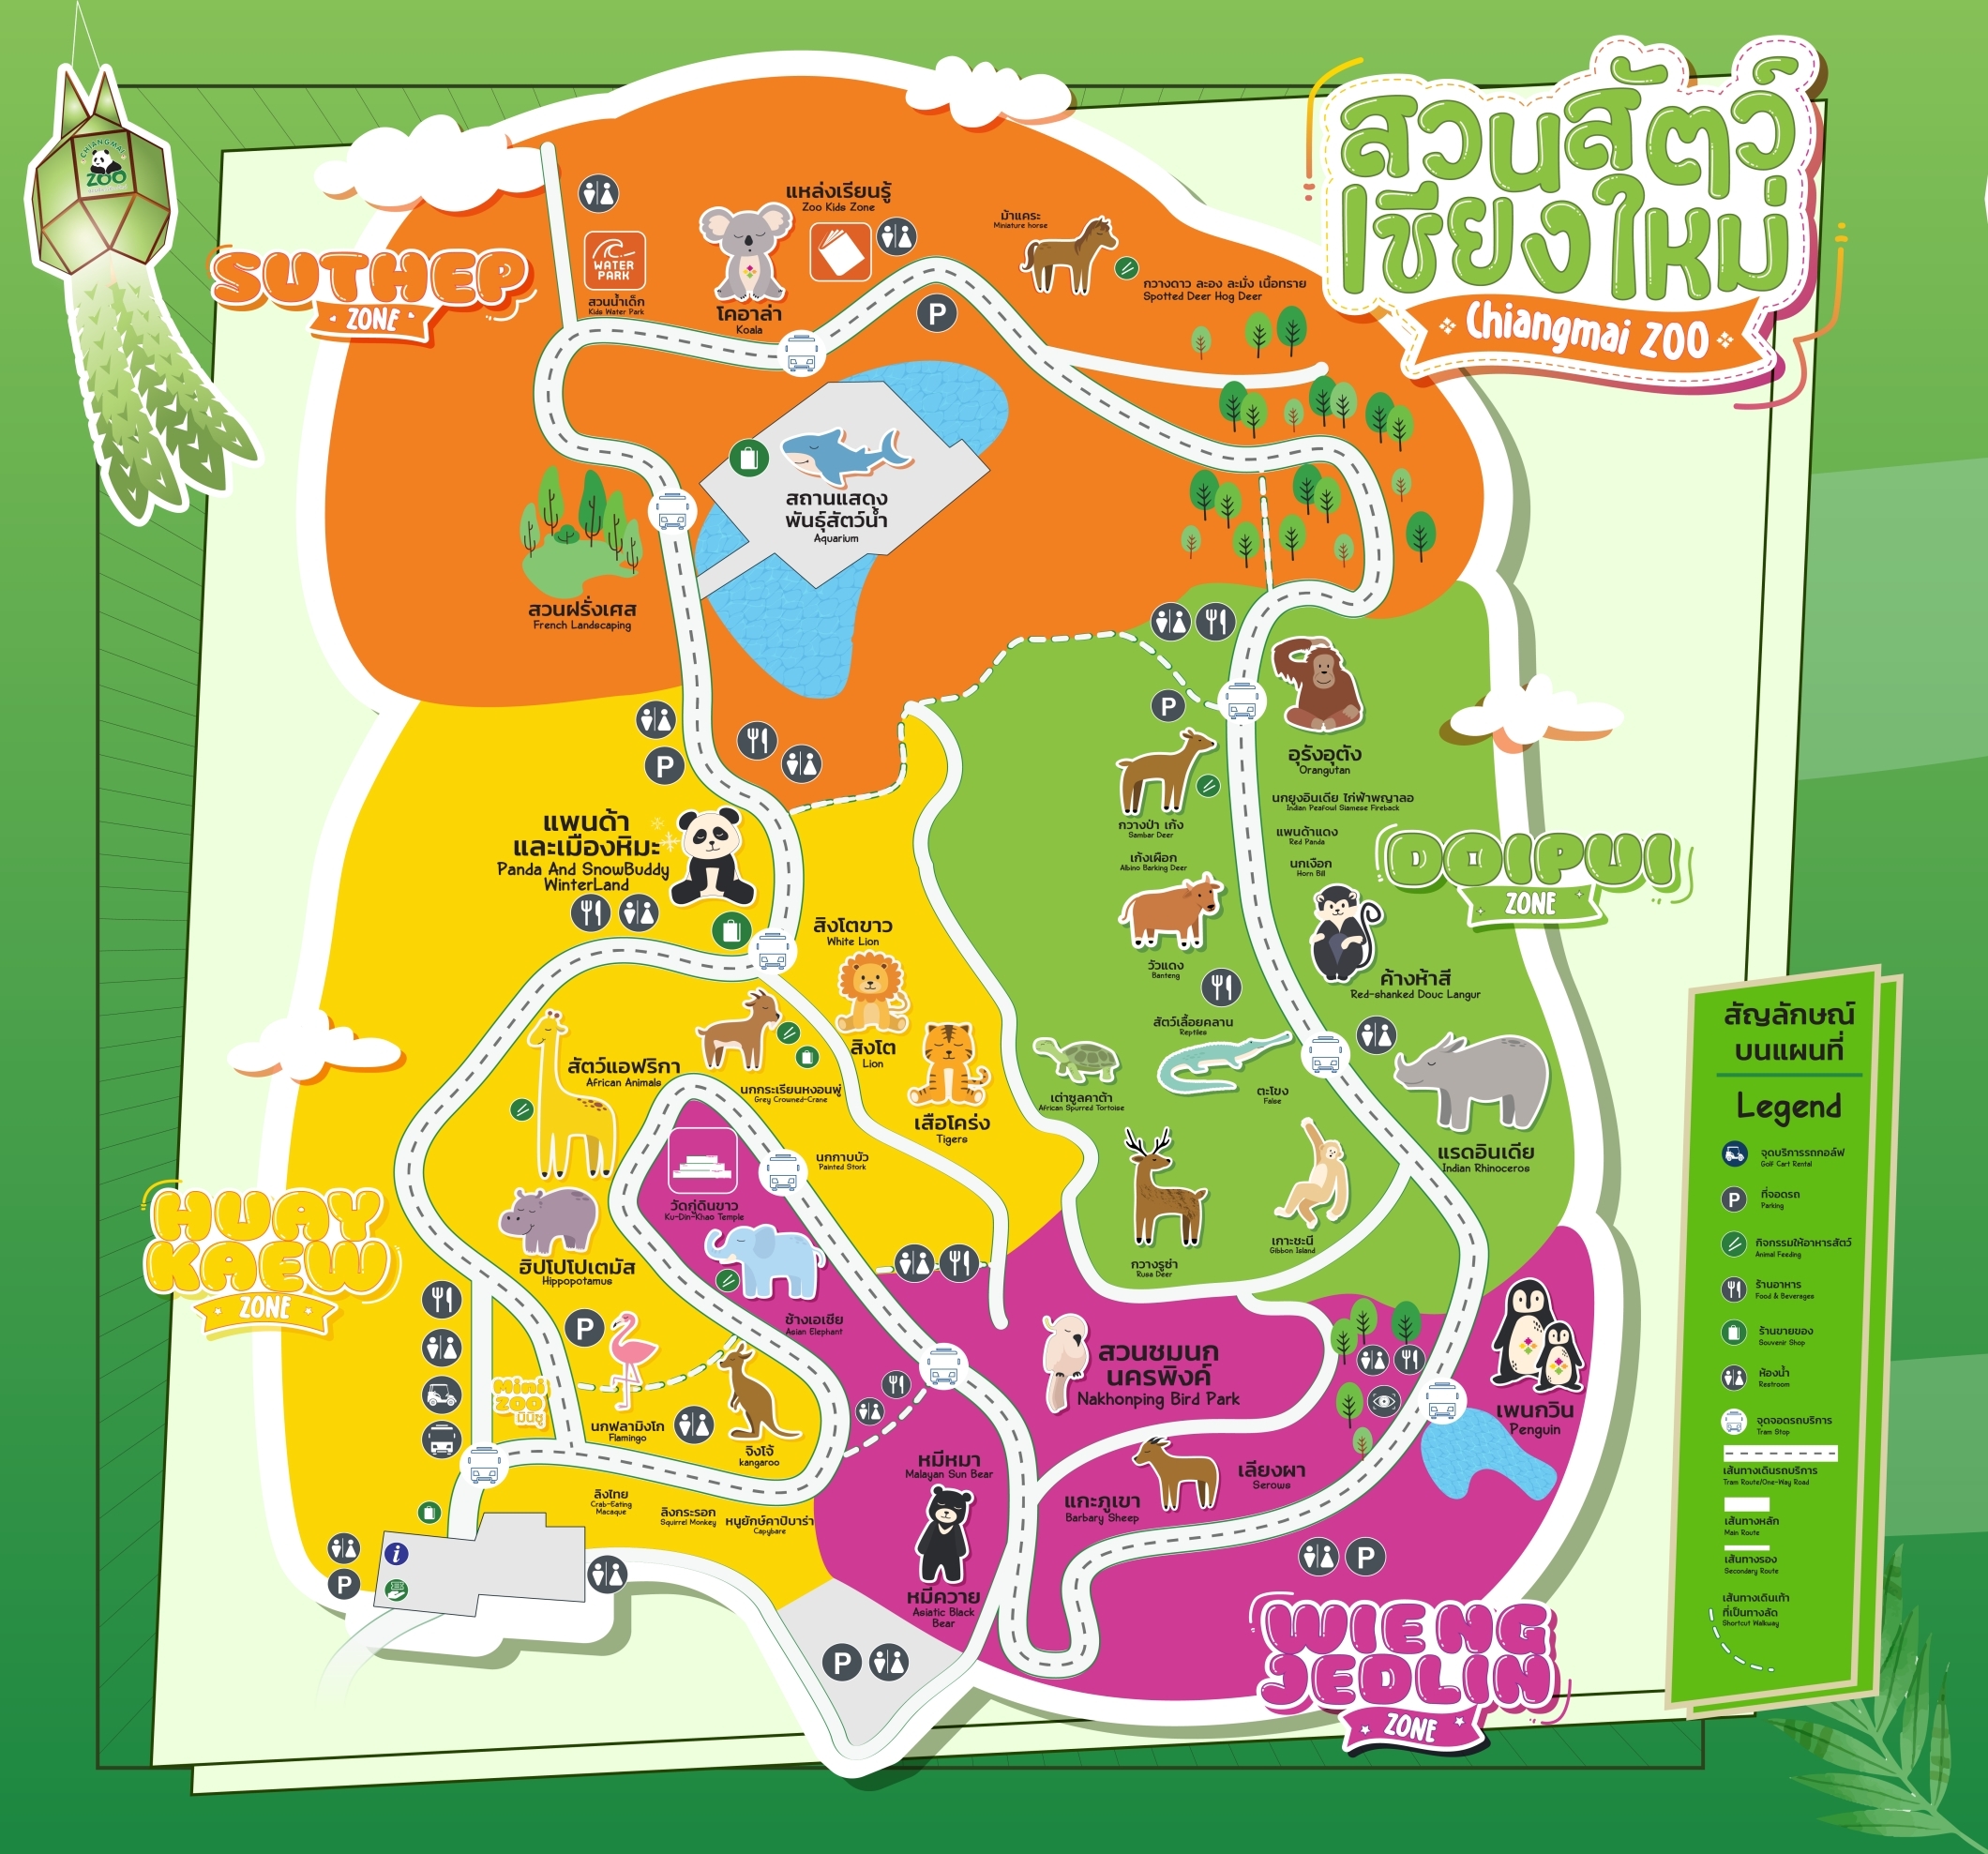 CHIANGMAI
ZOO
สวนสัตว์
เชียงใหม่
Chiangmai ZOO
SUTHEP
ZONE
WATER
PARK
สวนน้ำเด็ก
Kids Water Park
โคอาล่า
Koala
แหล่งเรียนรู้
Zoo Kids Zone
ม้าแคระ
Miniature horse
กวางดาว ละอง ละมั่ง เนื้อทราย
Spotted Deer Hog Deer
P
สถานแสดง
พันธุ์สัตว์น้ำ
Aquarium
สวนฝรั่งเศส
French Landscaping
P
P
อุรังอุตัง
Orangutan
กวางป่า เก้ง
Sambar Deer
นกยูงอินเดีย ไก่ฟ้าพญาลอ
Indian Peafoul Siamese Fireback
แพนด้าแดง
Red Panda
เก้งเผือก
Albino Barking Deer
นกเงือก
Horn Bill
DOIPUI
ZONE
แพนด้า
และเมืองหิมะ
Panda And SnowBuddy
WinterLand
สิงโตขาว
White Lion
วัวแดง
Banteng
ค้างห้าสี
Red-shanked Douc Langur
สิงโต
Lion
สัตว์แอฟริกา
African Animals
นกกระเรียนหงอนพู่
Grey Crowned-Crane
เสือโคร่ง
Tigers
สัตว์เลื้อยคลาน
Reptiles
เต่าซูลคาต้า
African Spurred Tortoise
ตะโขง
False
แรดอินเดีย
Indian Rhinoceros
นกกาบบัว
Painted Stork
วัดกู่ดินขาว
Ku-Din-Khao Temple
HUAY
KAEW
ZONE
ฮิปโปโปเตมัส
Hippopotamus
กวางรูซ่า
Rusa Deer
เกาะชะนี
Gibbon Island
ช้างเอเชีย
Asian Elephant
P
Mini
ZOO
มินิซู
นกฟลามิงโก
Flamingo
จิงโจ้
kangaroo
สวนชมนก
นครพิงค์
Nakhonping Bird Park
เพนกวิน
Penguin
หมีหมา
Malayan Sun Bear
เลียงผา
Serows
แกะภูเขา
Barbary Sheep
ลิงไทย
Crab-Eating
Macaque
ลิงกระรอก
Squirrel Monkey
หนูยักษ์คาปิบาร่า
Capybare
หมีควาย
Asiatic Black
Bear
i
P
P
P
WIENG
JEDLIN
ZONE
สัญลักษณ์
บนแผนที่
Legend
จุดบริการรถกอล์ฟ
Golf Cart Rental
P
ที่จอดรถ
Parking
กิจกรรมให้อาหารสัตว์
Animal Feeding
ร้านอาหาร
Food & Beverages
ร้านขายของ
Souvenir Shop
ห้องน้ำ
Restroom
จุดจอดรถบริการ
Tram Stop
เส้นทางเดินรถบริการ
Tram Route/One-Way Road
เส้นทางหลัก
Main Route
เส้นทางรอง
Secondary Route
เส้นทางเดินเท้า
ที่เป็นทางลัด
Shortcut Walkway